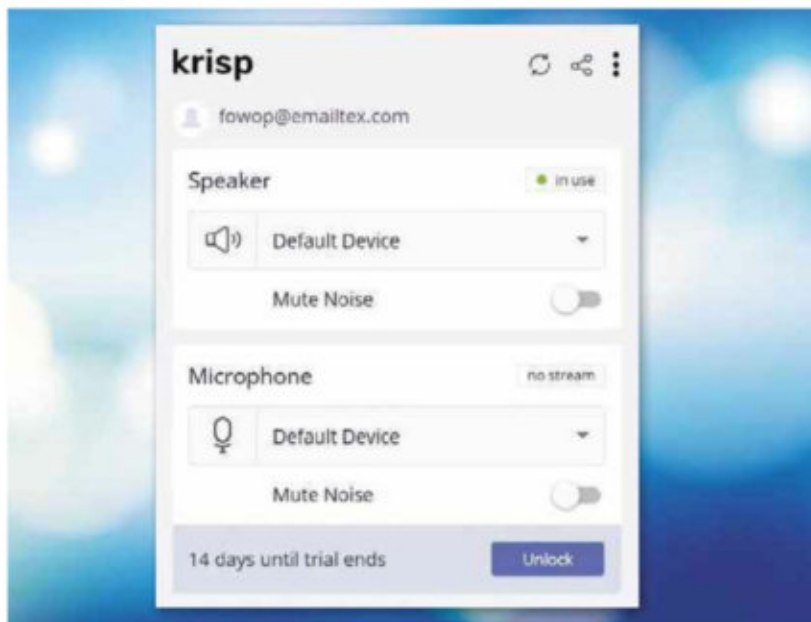 krisp
fowop@emailtex.com
Speaker
in use
Default Device
Mute Noise
Microphone
no stream
Default Device
Mute Noise
14 days until trial ends
Unlock